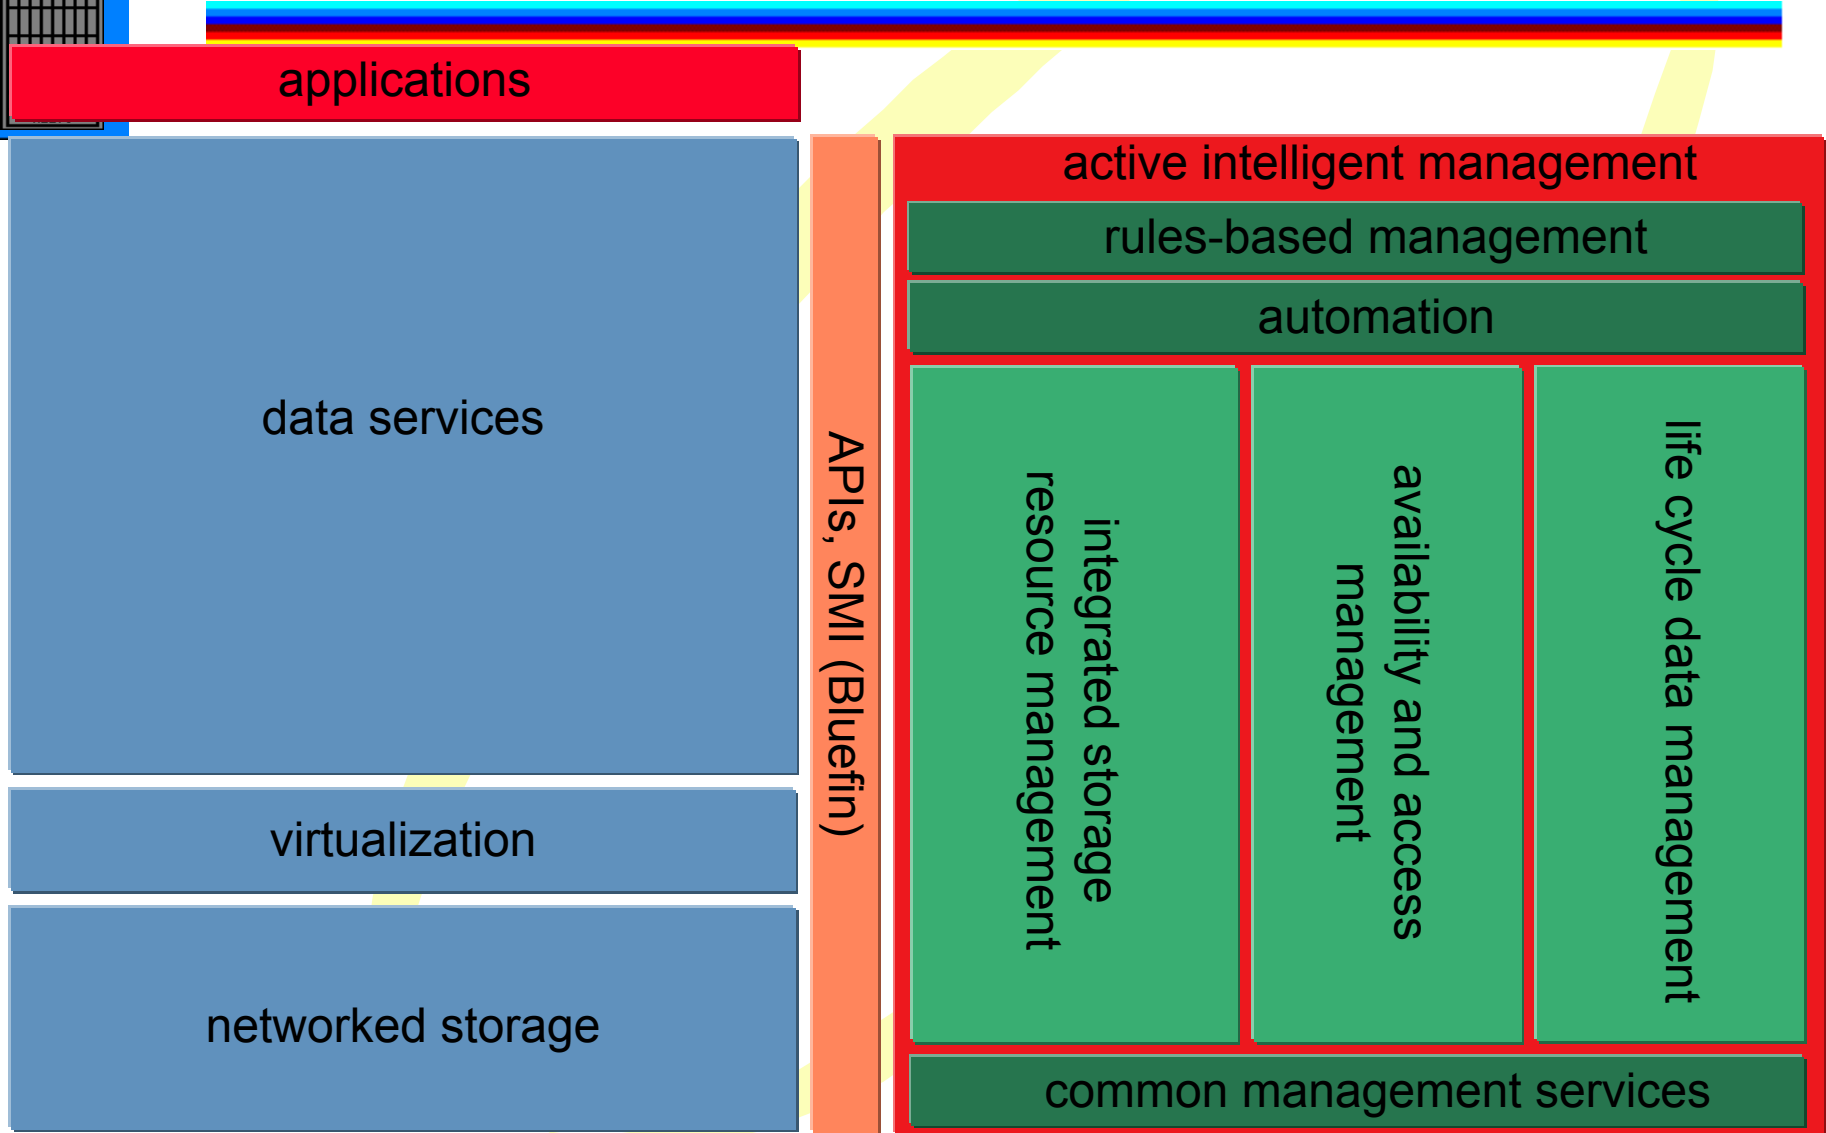 applications
data services
virtualization
networked storage
APIs, SMI (Bluefin)
active intelligent management
rules-based management
automation
integrated storage
resource management
availability and access
management
life cycle data management
common management services